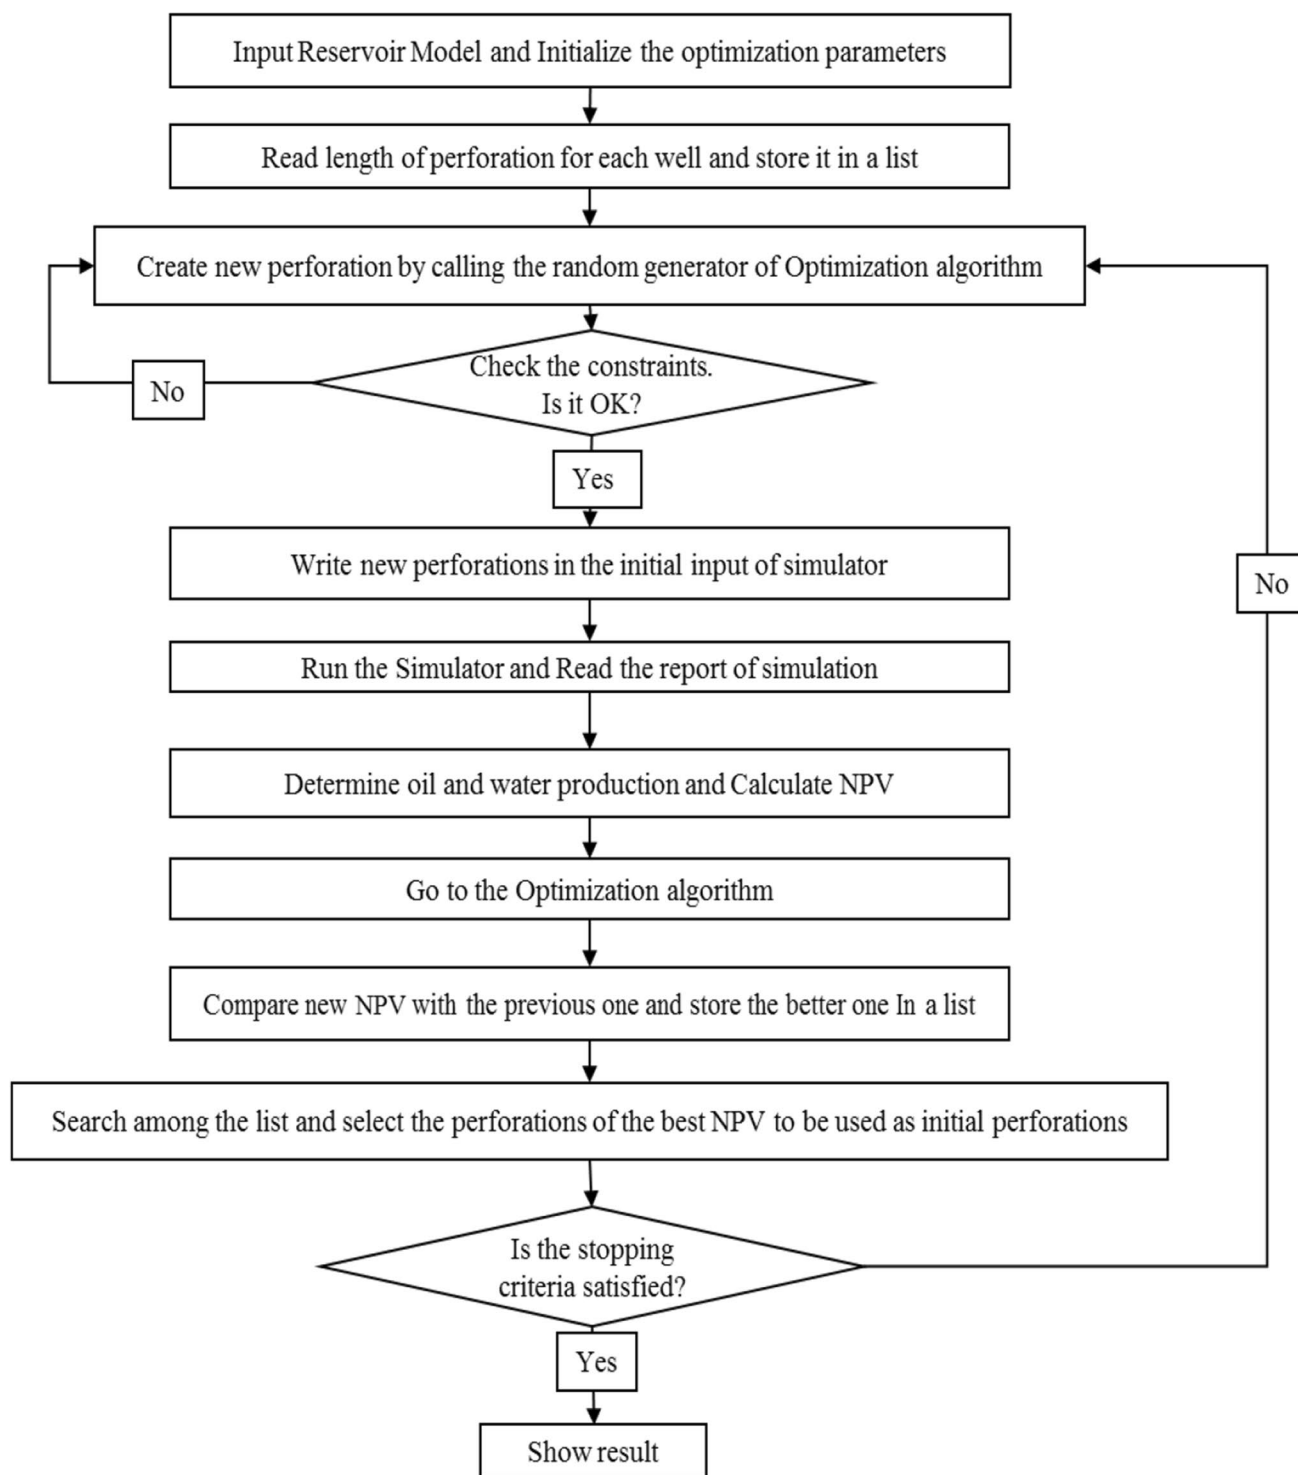 Input Reservoir Model and Initialize the optimization parameters
Read length of perforation for each well and store it in a list
Create new perforation by calling the random generator of Optimization algorithm
Check the constraints.
Is it OK?
No
Yes
Write new perforations in the initial input of simulator
No
Run the Simulator and Read the report of simulation
Determine oil and water production and Calculate NPV
Go to the Optimization algorithm
Compare new NPV with the previous one and store the better one In a list
Search among the list and select the perforations of the best NPV to be used as initial perforations
Is the stopping
criteria satisfied?
Yes
Show result